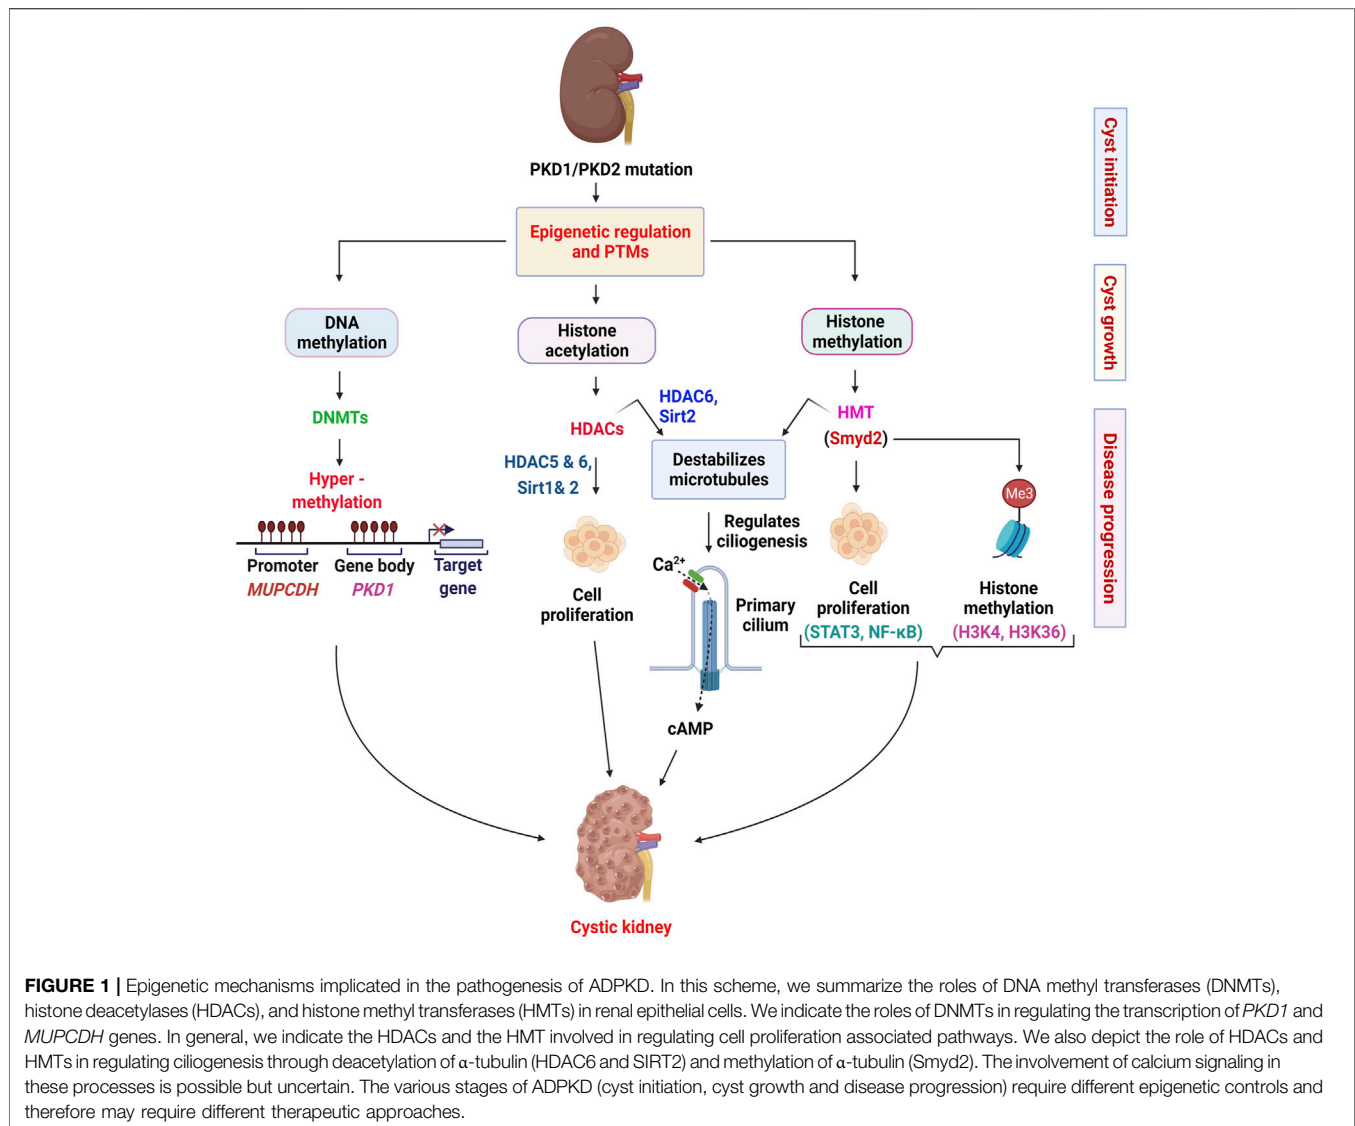 PKD1/PKD2 mutation
Epigenetic regulation
and PTMs
DNA
methylation
DNMTs
Hyper -
methylation
Promoter
MUPCDH
Gene body
PKD1
Target
gene
Histone
acetylation
HDACs
HDAC6,
Sirt2
HDAC5 & 6,
Sirt1& 2
Cell
proliferation
Destabilizes
microtubules
Regulates
ciliogenesis
Ca2+
Primary
cilium
cAMP
Histone
methylation
HMT
(Smyd2)
Me3
Cell
proliferation
(STAT3, NF-κB)
Histone
methylation
(H3K4, H3K36)
Cystic kidney
Cyst initiation
Cyst growth
Disease progression
FIGURE 1 | Epigenetic mechanisms implicated in the pathogenesis of ADPKD. In this scheme, we summarize the roles of DNA methyl transferases (DNMTs),
histone deacetylases (HDACs), and histone methyl transferases (HMTs) in renal epithelial cells. We indicate the roles of DNMTs in regulating the transcription of PKD1 and
MUPCDH genes. In general, we indicate the HDACs and the HMT involved in regulating cell proliferation associated pathways. We also depict the role of HDACs and
HMTs in regulating ciliogenesis through deacetylation of α-tubulin (HDAC6 and SIRT2) and methylation of α-tubulin (Smyd2). The involvement of calcium signaling in
these processes is possible but uncertain. The various stages of ADPKD (cyst initiation, cyst growth and disease progression) require different epigenetic controls and
therefore may require different therapeutic approaches.